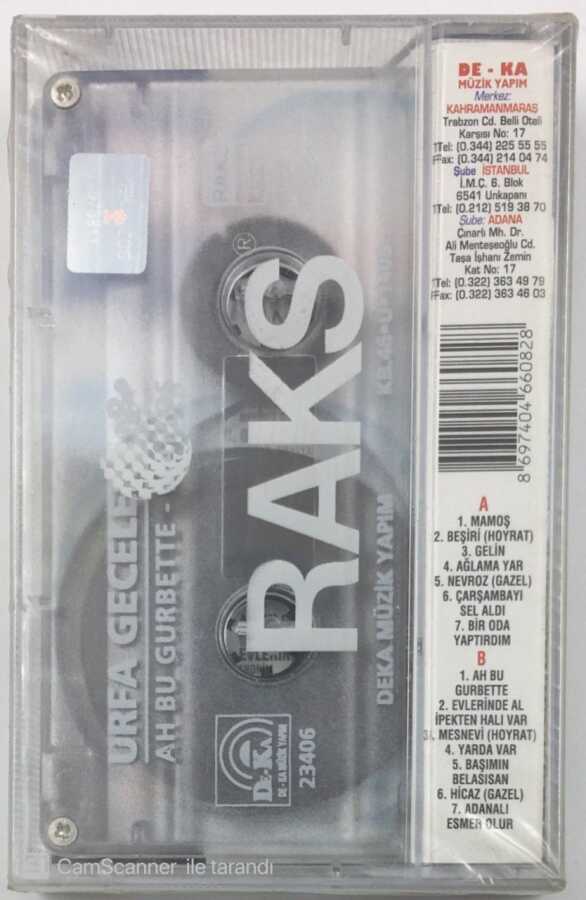 DE - KA
MÜZİK YAPIM
Merkez:
KAHRAMANMARAŞ
Trabzon Cd. Belli Oteli
Karşısı No: 17
Tel: (0.344) 225 55 55
Fax: (0.344) 214 04 74
Şube İSTANBUL
İ.M.Ç. 6. Blok
6541 Unkapanı
Tel: (0.212) 519 38 70
Şube: ADANA
Çınarlı Mh. Dr.
Ali Menteşeoğlu Cd.
Taşa İshanı Zemin
Kat No: 17
Tel: (0.322) 363 49 79
Fax: (0.322) 363 46 03
8 697404 660828
A
1. MAMOŞ
2. BEŞİRİ (HOYRAT)
3. GELİN
4. AĞLAMA YAR
5. NEVROZ (GAZEL)
6. ÇARŞAMBAYI
SEL ALDI
7. BİR ODA
YAPTIRDIM
B
1. AH BU
GURBETTE
2. EVLERİNDE AL
İPEKTEN HALI VAR
3. MESNEVİ (HOYRAT)
4. YARDA VAR
5. BAŞIMIN
BELASISAN
6. HİCAZ (GAZEL)
7. ADANALI
ESMER OLUR
URFA GECELE
AH BU GURBETTE -
RAKS
®
DEKA MÜZİK YAPIM
DE-KA
DE - KA MÜZİK YAPIM
23406
CamScanner ile tarandı